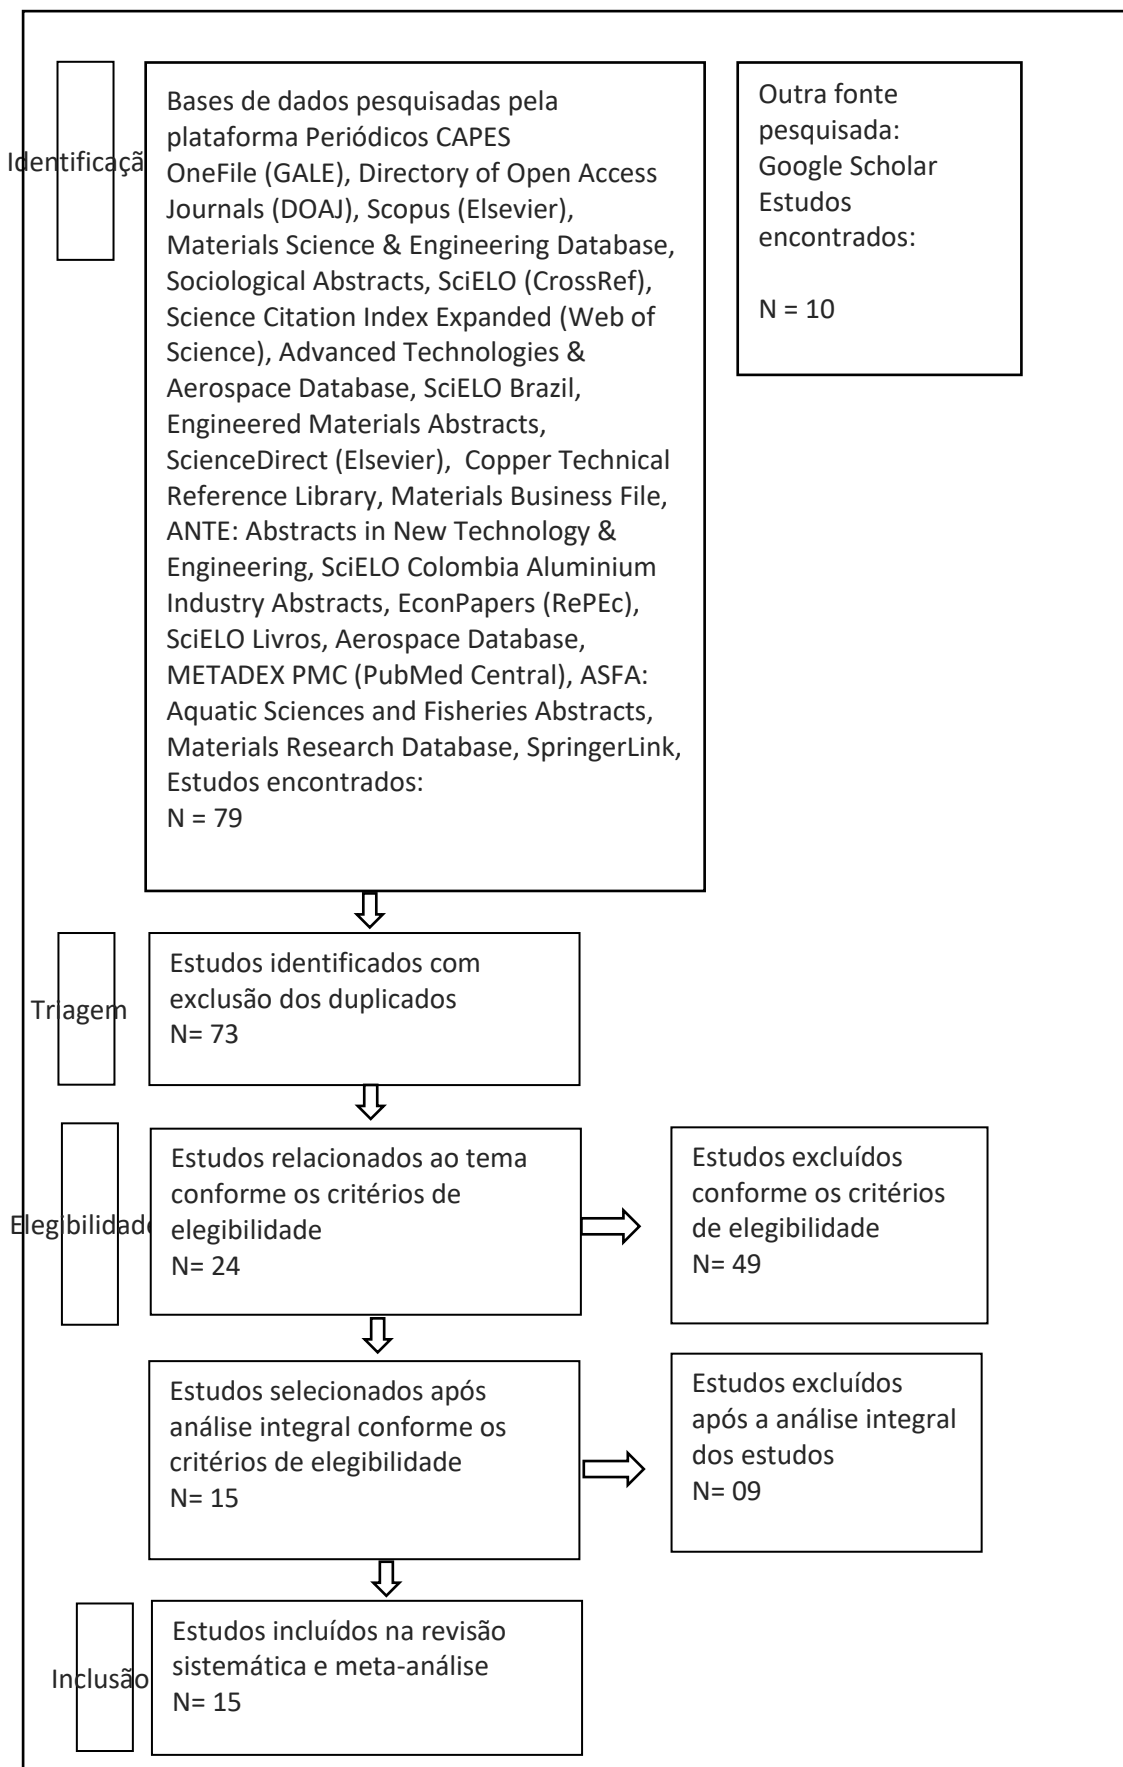 Identificaçã
Bases de dados pesquisadas pela
plataforma Periódicos CAPES
OneFile (GALE), Directory of Open Access
Journals (DOAJ), Scopus (Elsevier),
Materials Science & Engineering Database,
Sociological Abstracts, SciELO (CrossRef),
Science Citation Index Expanded (Web of
Science), Advanced Technologies &
Aerospace Database, SciELO Brazil,
Engineered Materials Abstracts,
ScienceDirect (Elsevier), Copper Technical
Reference Library, Materials Business File,
ANTE: Abstracts in New Technology &
Engineering, SciELO Colombia Aluminium
Industry Abstracts, EconPapers (RePEc),
SciELO Livros, Aerospace Database,
METADEX PMC (PubMed Central), ASFA:
Aquatic Sciences and Fisheries Abstracts,
Materials Research Database, SpringerLink,
Estudos encontrados:
N = 79
Outra fonte
pesquisada:
Google Scholar
Estudos
encontrados:
N = 10
Triagem
Estudos identificados com
exclusão dos duplicados
N= 73
Elegibilidade
Estudos relacionados ao tema
conforme os critérios de
elegibilidade
N= 24
Estudos excluídos
conforme os critérios
de elegibilidade
N= 49
Estudos selecionados após
análise integral conforme os
critérios de elegibilidade
N= 15
Estudos excluídos
após a análise integral
dos estudos
N= 09
Inclusão
Estudos incluídos na revisão
sistemática e meta-análise
N= 15